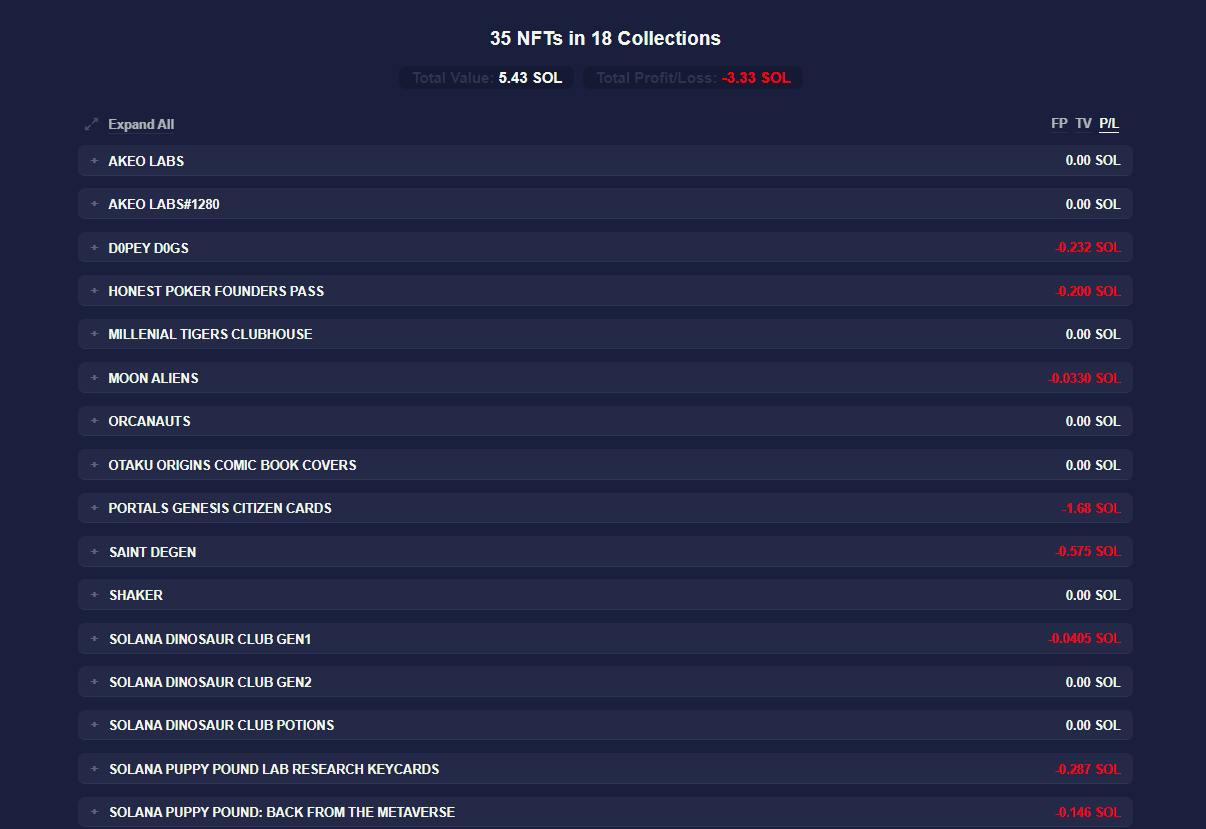 35 NFTs in 18 Collections
Total Value: 5.43 SOL Total Profit/Loss: -3.33 SOL
Expand All FP TV P/L
+ AKEO LABS 0.00 SOL
+ AKEO LABS#1280 0.00 SOL
+ D0PEY D0GS -0.232 SOL
+ HONEST POKER FOUNDERS PASS -0.200 SOL
+ MILLENIAL TIGERS CLUBHOUSE 0.00 SOL
+ MOON ALIENS -0.0330 SOL
+ ORCANAUTS 0.00 SOL
+ OTAKU ORIGINS COMIC BOOK COVERS 0.00 SOL
+ PORTALS GENESIS CITIZEN CARDS -1.68 SOL
+ SAINT DEGEN -0.575 SOL
+ SHAKER 0.00 SOL
+ SOLANA DINOSAUR CLUB GEN1 -0.0405 SOL
+ SOLANA DINOSAUR CLUB GEN2 0.00 SOL
+ SOLANA DINOSAUR CLUB POTIONS 0.00 SOL
+ SOLANA PUPPY POUND LAB RESEARCH KEYCARDS -0.287 SOL
+ SOLANA PUPPY POUND: BACK FROM THE METAVERSE -0.146 SOL